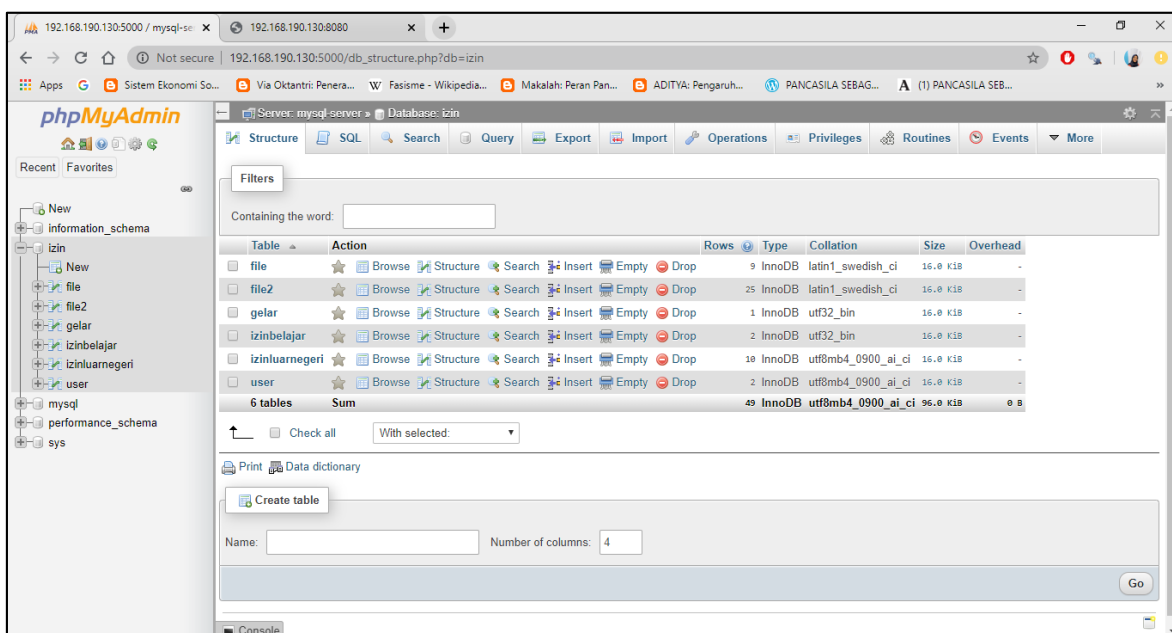 192.168.190.130:5000 / mysql-se
192.168.190.130:8080
Not secure | 192.168.190.130:5000/db_structure.php?db=izin
Apps
Sistem Ekonomi So...
Via Oktantri: Penera...
Fasisme - Wikipedia...
Makalah: Peran Pan...
ADITYA: Pengaruh...
PANCASILA SEBAG...
(1) PANCASILA SEB...
phpMyAdmin
Recent Favorites
New
information_schema
izin
New
file
file2
gelar
izinbelajar
izinluarnegeri
user
mysql
performance_schema
sys
Server: mysql-server » Database: izin
Structure SQL Search Query Export Import Operations Privileges Routines Events More
Filters
Containing the word:
Table Action Rows Type Collation Size Overhead
file Browse Structure Search Insert Empty Drop 9 InnoDB latin1_swedish_ci 16.0 KiB -
file2 Browse Structure Search Insert Empty Drop 25 InnoDB latin1_swedish_ci 16.0 KiB -
gelar Browse Structure Search Insert Empty Drop 1 InnoDB utf32_bin 16.0 KiB -
izinbelajar Browse Structure Search Insert Empty Drop 2 InnoDB utf32_bin 16.0 KiB -
izinluarnegeri Browse Structure Search Insert Empty Drop 10 InnoDB utf8mb4_0900_ai_ci 16.0 KiB -
user Browse Structure Search Insert Empty Drop 2 InnoDB utf8mb4_0900_ai_ci 16.0 KiB -
6 tables Sum 49 InnoDB utf8mb4_0900_ai_ci 96.0 KiB 0 B
Check all With selected:
Print Data dictionary
Create table
Name: Number of columns: 4
Go
Console